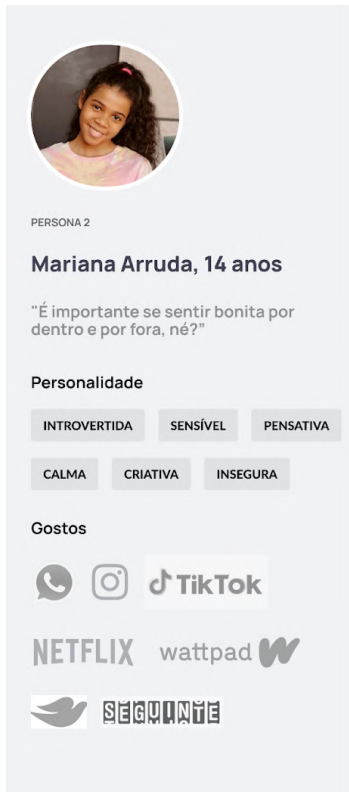 PERSONA 2
Mariana Arruda, 14 anos
"É importante se sentir bonita por
dentro e por fora, né?"
Personalidade
INTROVERTIDA SENSÍVEL PENSATIVA
CALMA CRIATIVA INSEGURA
Gostos
TikTok
NETFLIX wattpad
SEGUINTE